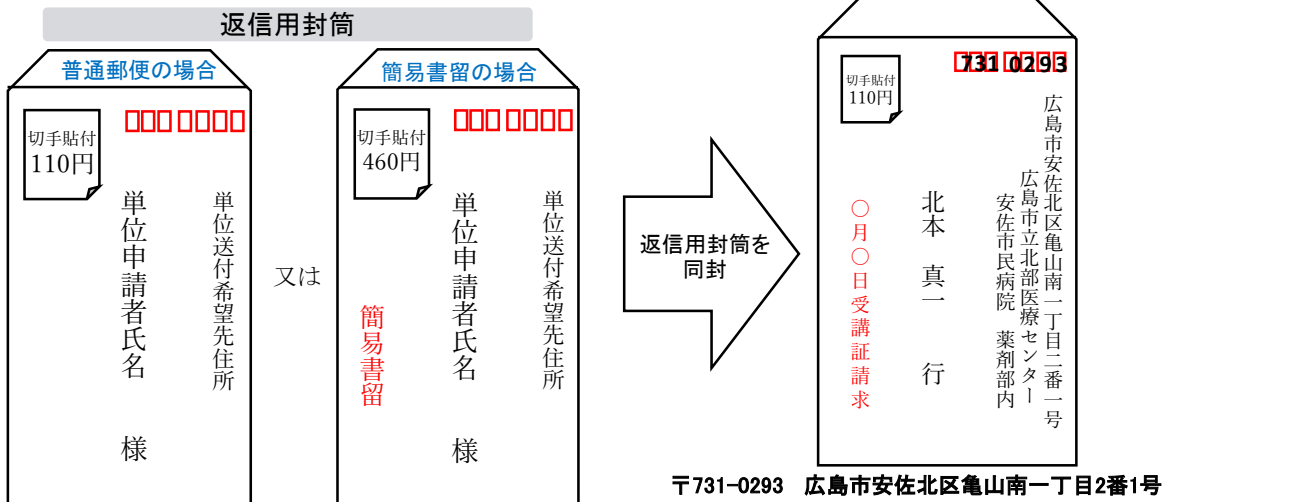 返信用封筒
普通郵便の場合
切手貼付
110円
単位送付希望先住所
単位申請者氏名 様
又は
簡易書留の場合
切手貼付
460円
単位送付希望先住所
単位申請者氏名 様
簡易書留
返信用封筒を
同封
切手貼付
110円
731 0293
広島市安佐北区亀山南一丁目二番一号
広島市立北部医療センター
安佐市民病院 薬剤部内
北本 真一 行
〇月〇日受講証請求
〒731-0293 広島市安佐北区亀山南一丁目2番1号